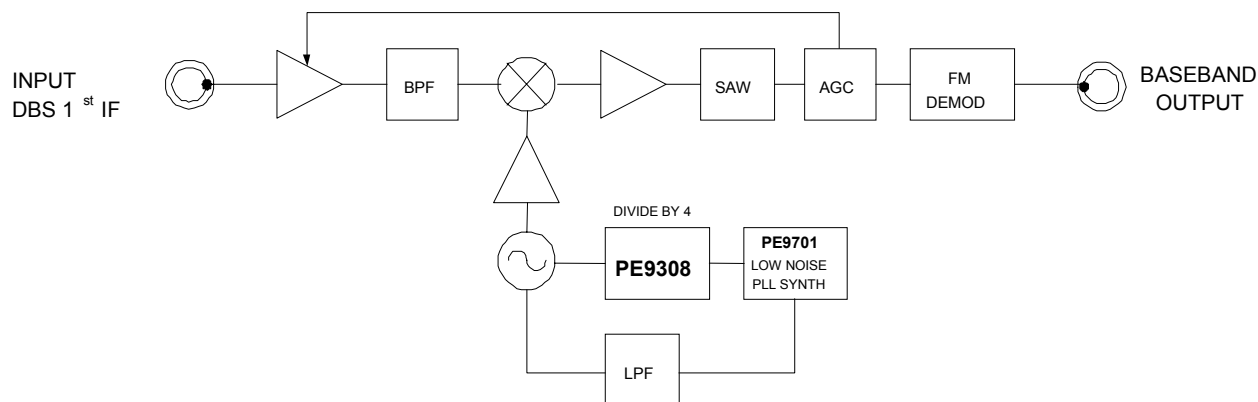 INPUT
DBS 1 st IF
BPF
SAW
AGC
FM
DEMOD
BASEBAND
OUTPUT
DIVIDE BY 4
PE9308
PE9701
LOW NOISE
PLL SYNTH
LPF